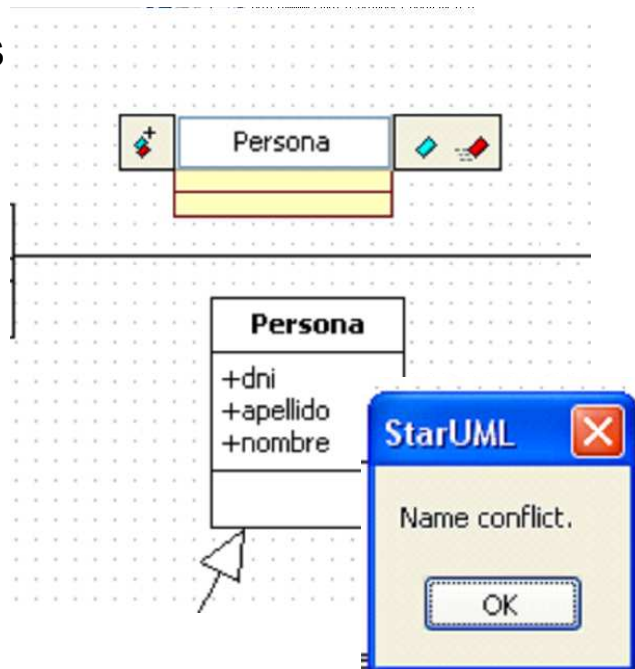 s
Persona
Persona
+dni
+apellido
+nombre
StarUML
Name conflict.
OK